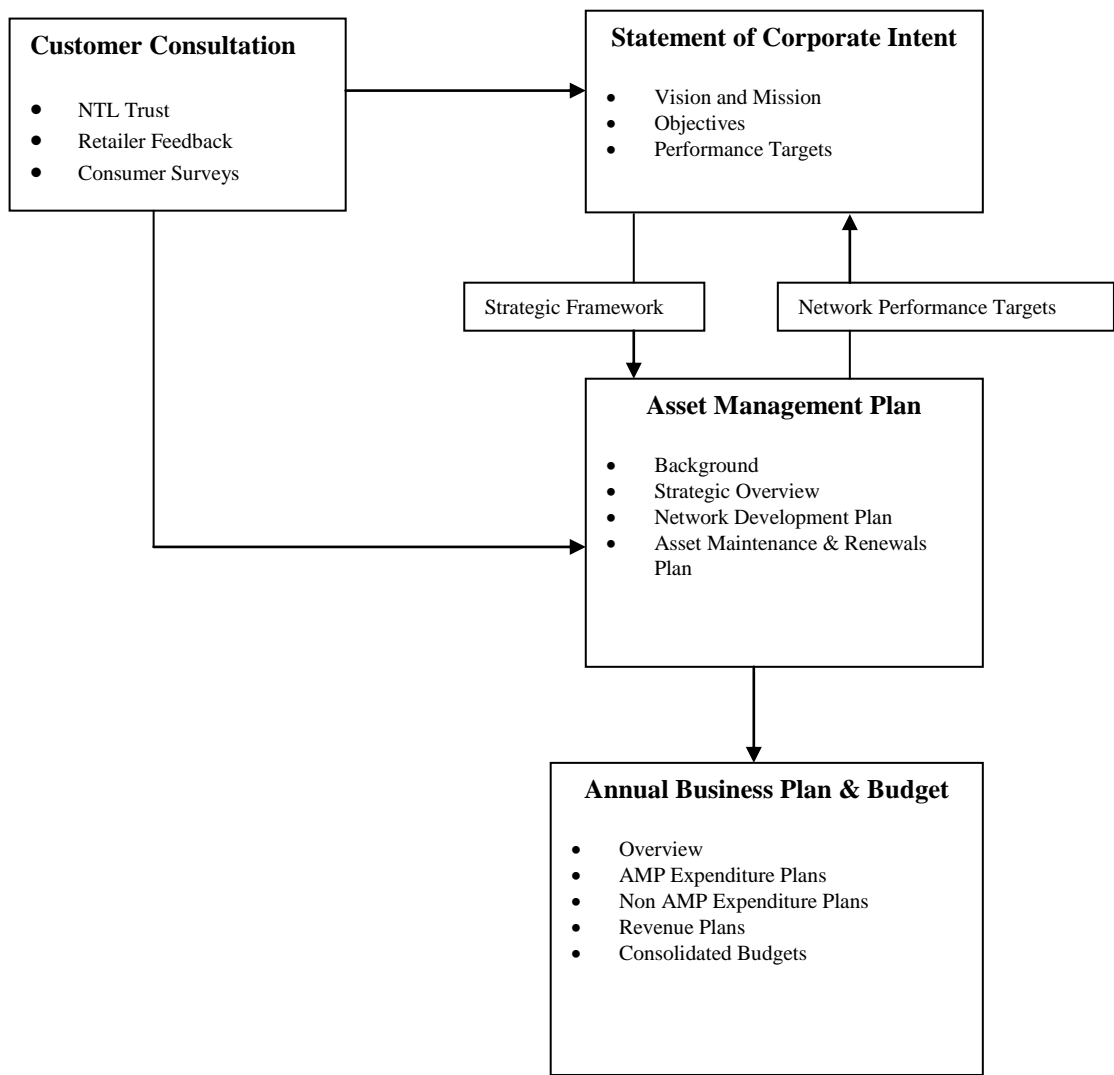 Customer Consultation
• NTL Trust
• Retailer Feedback
• Consumer Surveys
Statement of Corporate Intent
• Vision and Mission
• Objectives
• Performance Targets
Strategic Framework
Network Performance Targets
Asset Management Plan
• Background
• Strategic Overview
• Network Development Plan
• Asset Maintenance & Renewals
Plan
Annual Business Plan & Budget
• Overview
• AMP Expenditure Plans
• Non AMP Expenditure Plans
• Revenue Plans
• Consolidated Budgets